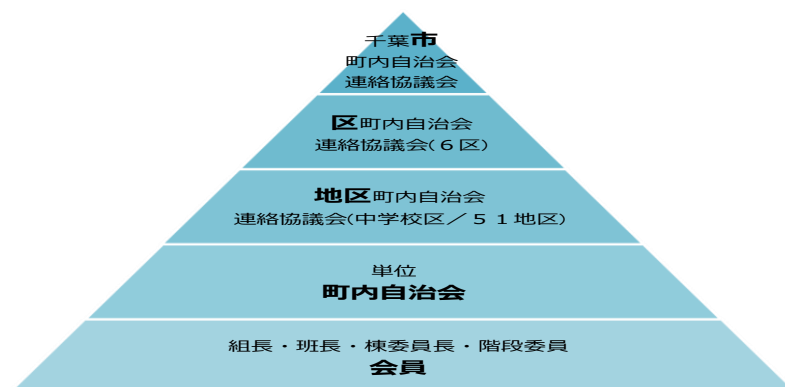 千葉市
町内自治会
連絡協議会
区町内自治会
連絡協議会(６区)
地区町内自治会
連絡協議会(中学校区／５１地区)
単位
町内自治会
組長・班長・棟委員長・階段委員
会員